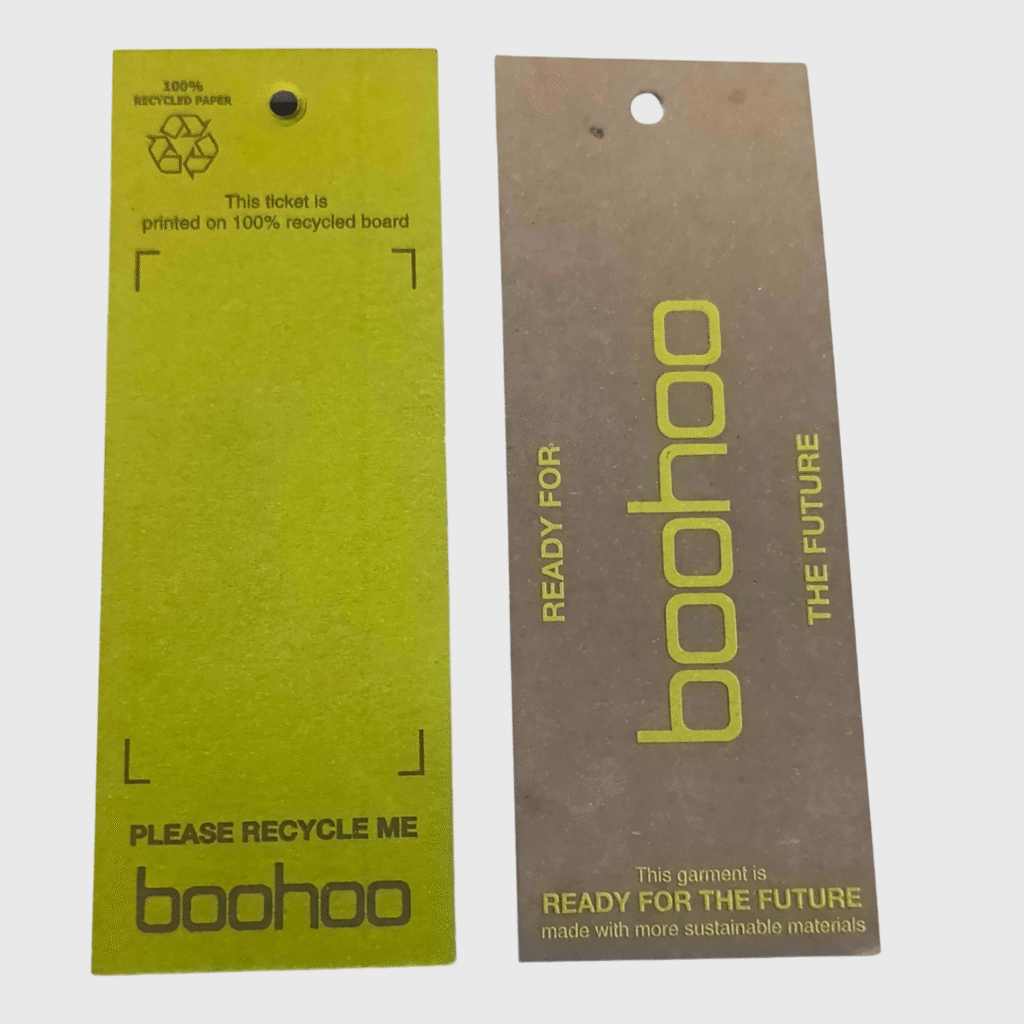 100%
RECYCLED PAPER
This ticket is
printed on 100% recycled board
PLEASE RECYCLE ME
boohoo
READY FOR
boohoo
THE FUTURE
This garment is
READY FOR THE FUTURE
made with more sustainable materials